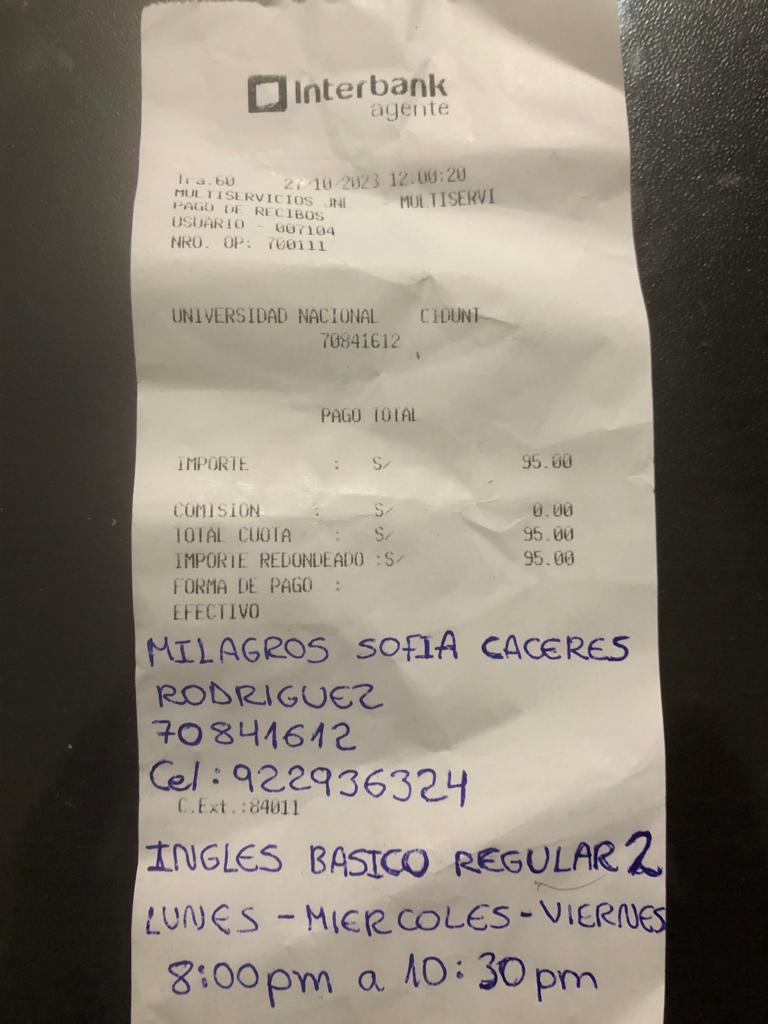 Interbank
agente
Tra.60 27/10/2023 12:00:20
MULTISERVICIOS JNL - MULTISERVI
PAGO DE RECIBOS
USUARIO - 007104
NRO. OP: 700111
UNIVERSIDAD NACIONAL CIDUNT
70841612
PAGO TOTAL
IMPORTE : S/ 95.00
COMISION : S/ 0.00
TOTAL CUOTA : S/ 95.00
IMPORTE REDONDEADO :S/ 95.00
FORMA DE PAGO :
EFECTIVO
MILAGROS SOFIA CACERES
RODRIGUEZ
70841612
Cel: 922936324
C.Ext.:84011
INGLES BASICO REGULAR 2
LUNES - MIERCOLES - VIERNES
8:00pm a 10:30pm